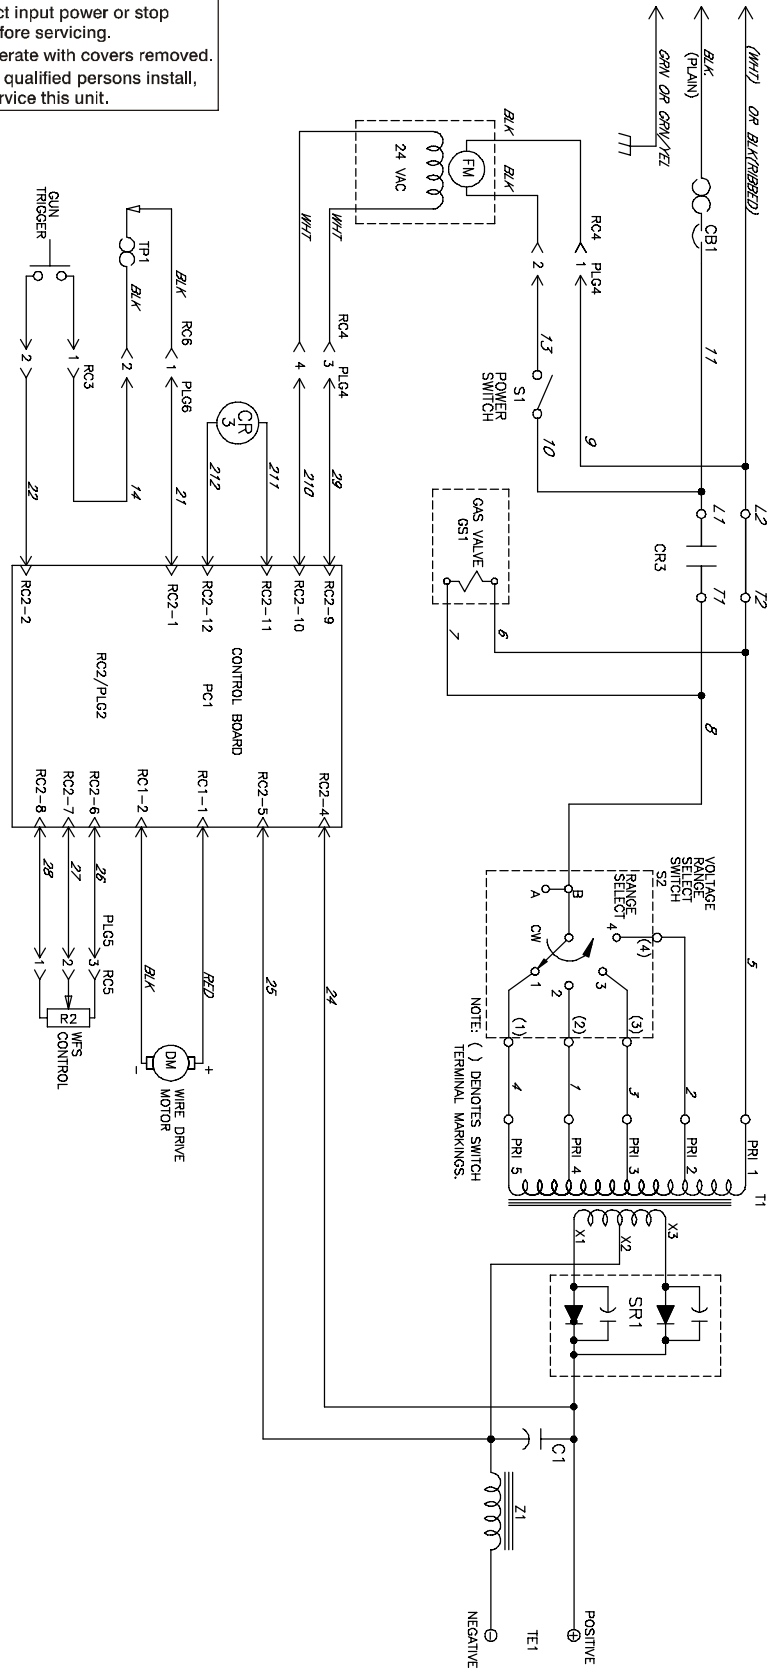 ct input power or stop
fore servicing.
erate with covers removed.
qualified persons install,
rvice this unit.
GRN OR GRN/YEL
BLK
(PLAIN)
(WHT) OR BLK(RIBBED)
CB1
11
24 VAC
FM
BLK
BLK
WHT
WHT
RC4
1
PLG4
2
13
S1
POWER
SWITCH
9
10
GUN
TRIGGER
TP1
BLK
BLK
RC6
1
PLG6
2
RC3
1
2
14
21
22
RC4
3
PLG4
4
CR
3
212
211
210
29
L2
L1
CR3
T1
T2
GAS VALVE
GS1
7
6
8
5
RC2-2
RC2-1
RC2-12
RC2-11
RC2-10
RC2-9
CONTROL BOARD
PC1
RC2/PLG2
RC2-8
RC2-7
RC2-6
RC1-2
RC1-1
RC2-5
RC2-4
28
27
26
PLG5
RC5
1
2
3
R2
WFS
CONTROL
BLK
RED
-
+
DM
WIRE DRIVE
MOTOR
25
24
VOLTAGE
RANGE
SELECT
SWITCH
S2
RANGE
SELECT
A
B
CW
1
2
3
4
(4)
(3)
(2)
(1)
NOTE: ( ) DENOTES SWITCH
TERMINAL MARKINGS.
4
1
3
2
PRI 5
PRI 4
PRI 3
PRI 2
PRI 1
T1
X1
X2
X3
SR1
C1
Z1
POSITIVE
+
TE1
-
NEGATIVE